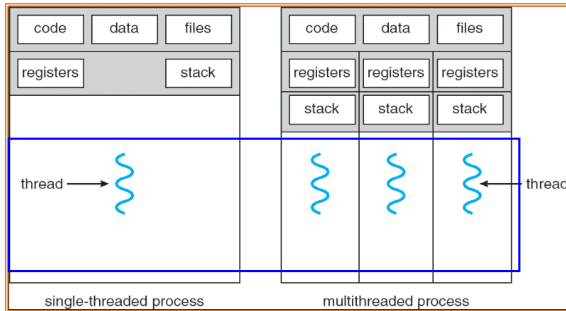 code data files code data files
registers stack registers registers registers
stack stack stack
thread thread
single-threaded process multithreaded process